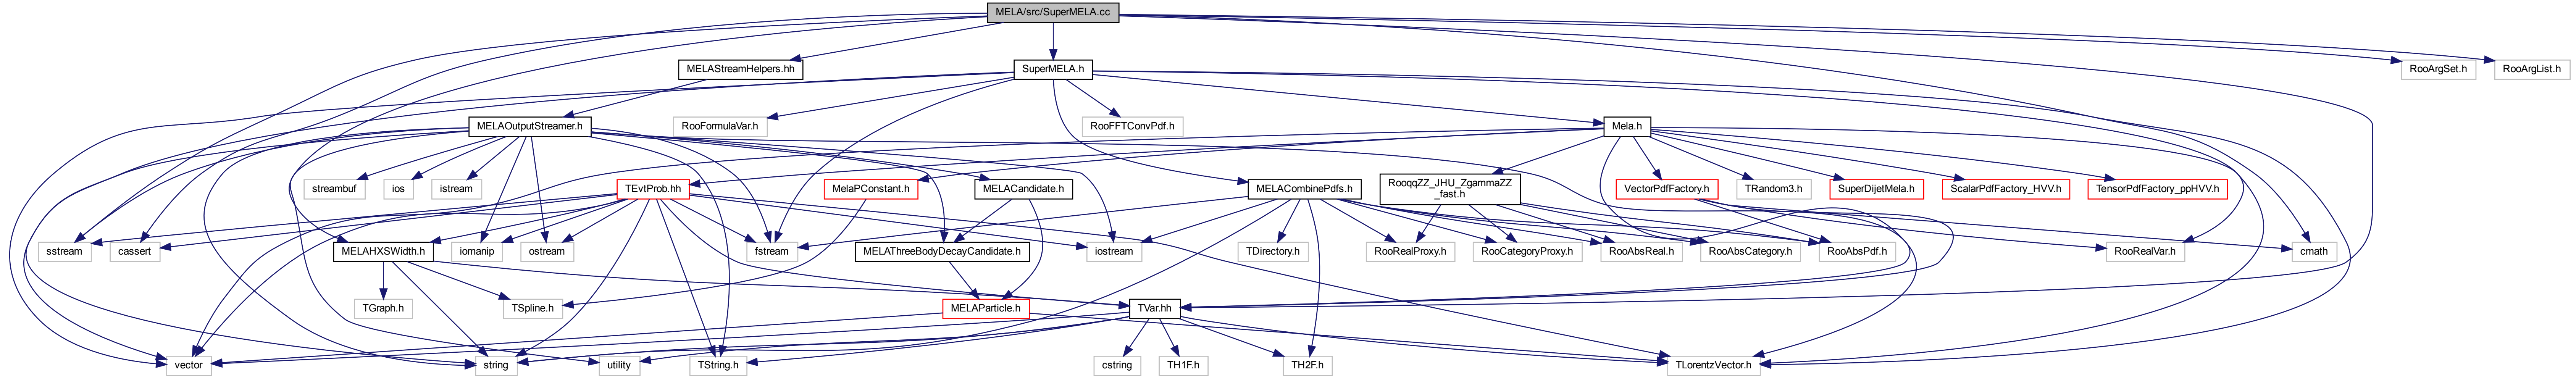 MELA/src/SuperMELA.cc
MELAStreamHelpers.hh
SuperMELA.h
RooArgSet.h
RooArgList.h
MELAOutputStreamer.h
RooFormulaVar.h
RooFFTConvPdf.h
Mela.h
streambuf
ios
istream
TEvtProb.hh
MelaPConstant.h
MELACandidate.h
MELACombinePdfs.h
RooqqZZ_JHU_ZgammaZZ
_fast.h
VectorPdfFactory.h
TRandom3.h
SuperDijetMela.h
ScalarPdfFactory_HVV.h
TensorPdfFactory_ppHVV.h
sstream
cassert
MELAHXSWidth.h
iomanip
ostream
fstream
MELAThreeBodyDecayCandidate.h
iostream
TDirectory.h
RooRealProxy.h
RooCategoryProxy.h
RooAbsReal.h
RooAbsCategory.h
RooAbsPdf.h
RooRealVar.h
cmath
TGraph.h
TSpline.h
MELAParticle.h
TVar.hh
vector
string
utility
TString.h
cstring
TH1F.h
TH2F.h
TLorentzVector.h